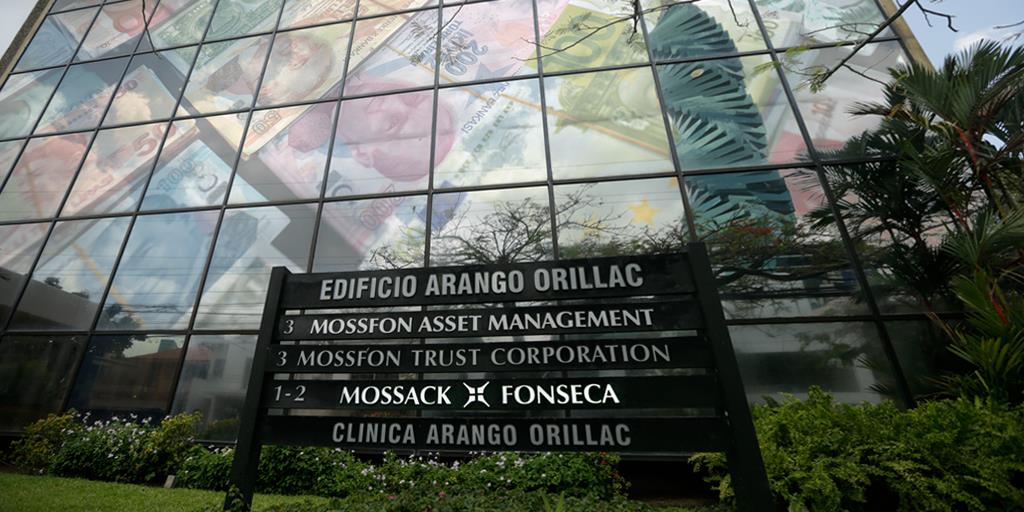 EDIFICIO ARANGO ORILLAC
3 MOSSFON ASSET MANAGEMENT
3 MOSSFON TRUST CORPORATION
1-2 MOSSACK FONSECA
CLINICA ARANGO ORILLAC